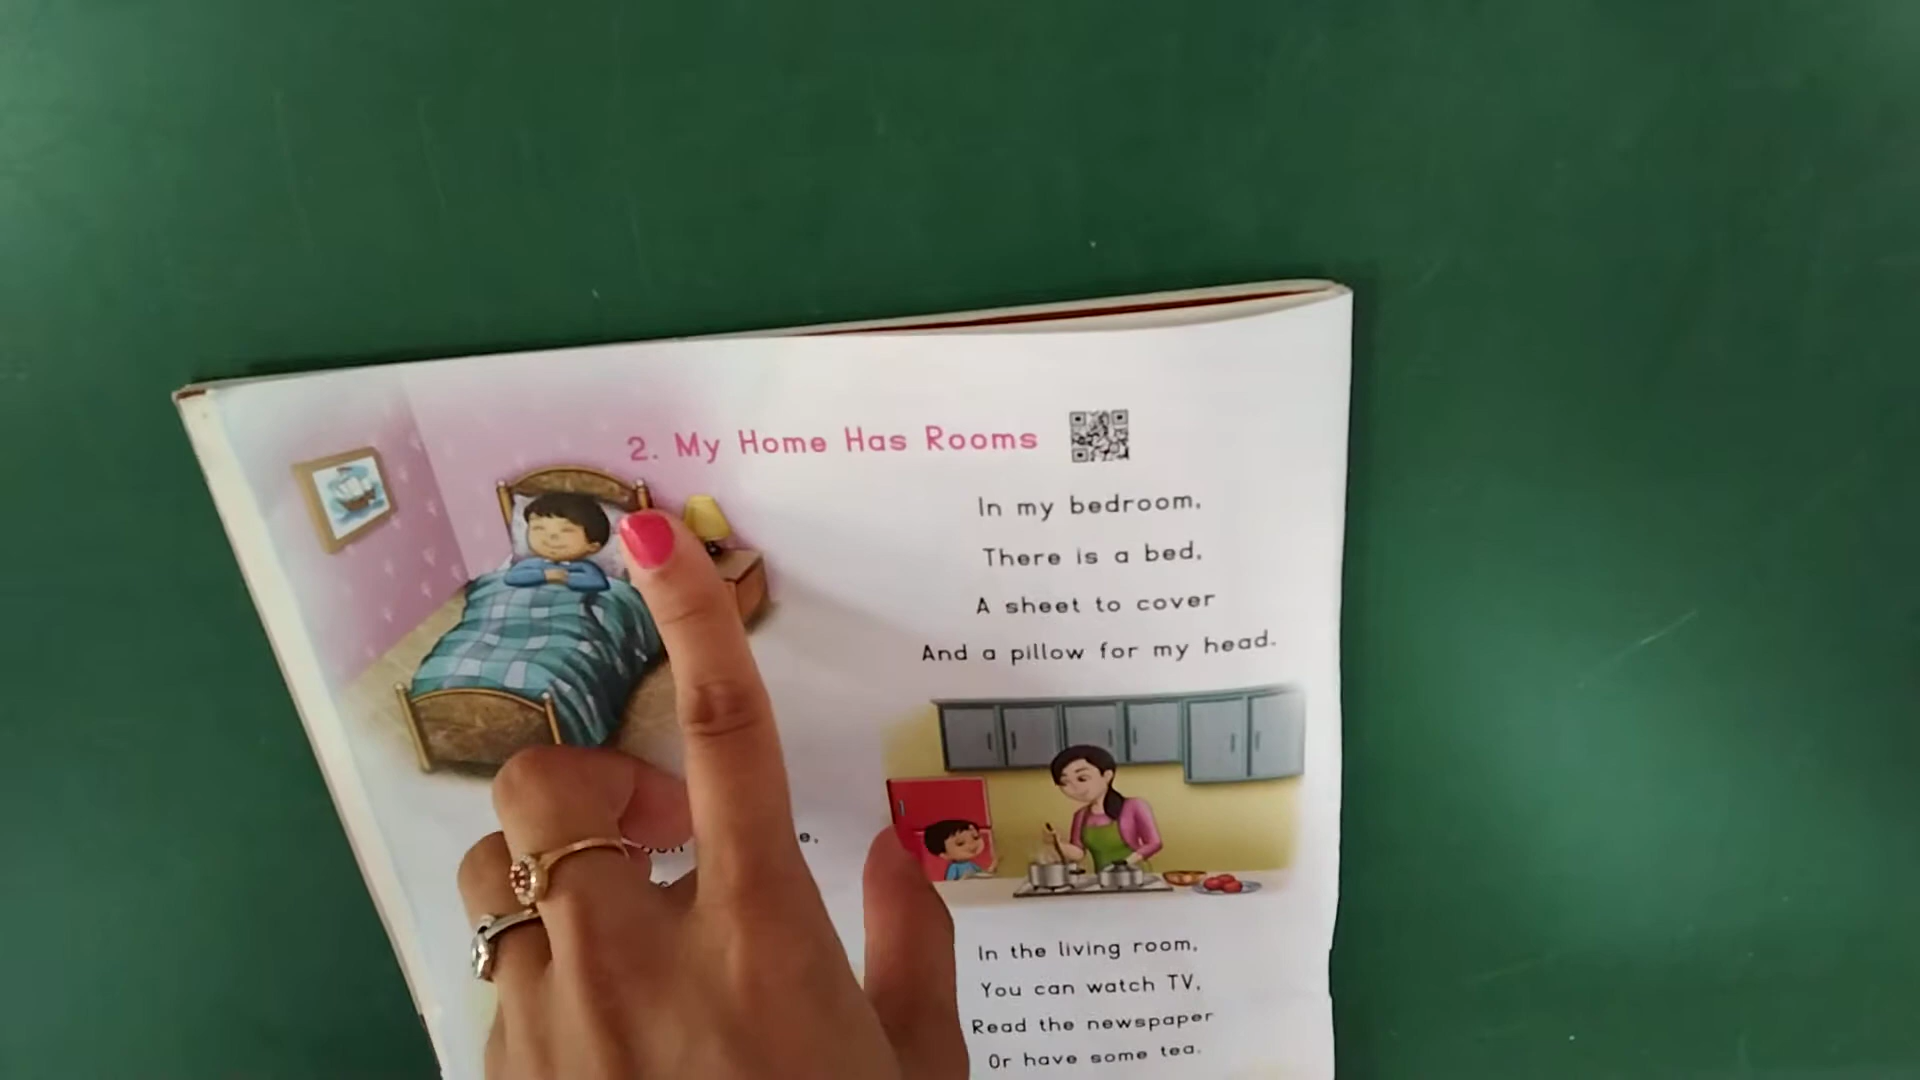 2. My Home Has Rooms
In my bedroom,
There is a bed,
A sheet to cover
And a pillow for my head.
In the living room,
You can watch TV,
Read the newspaper
Or have some tea.